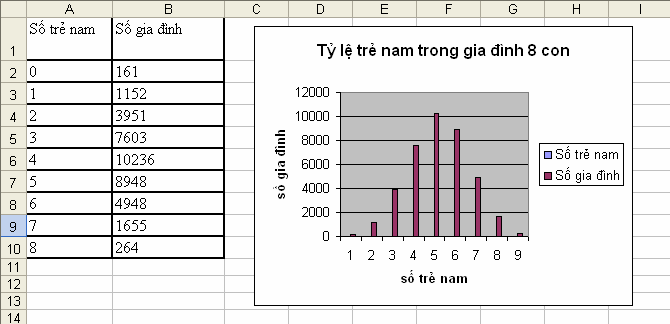 A B C D E F G H I
1 Số trẻ nam Số gia đình
2 0 161
3 1 1152
4 2 3951
5 3 7603
6 4 10236
7 5 8948
8 6 4948
9 7 1655
10 8 264
11
12
13
14
Tỷ lệ trẻ nam trong gia đình 8 con
12000
10000
8000
6000
4000
2000
0
1 2 3 4 5 6 7 8 9
số gia đình
số trẻ nam
Số trẻ nam
Số gia đình